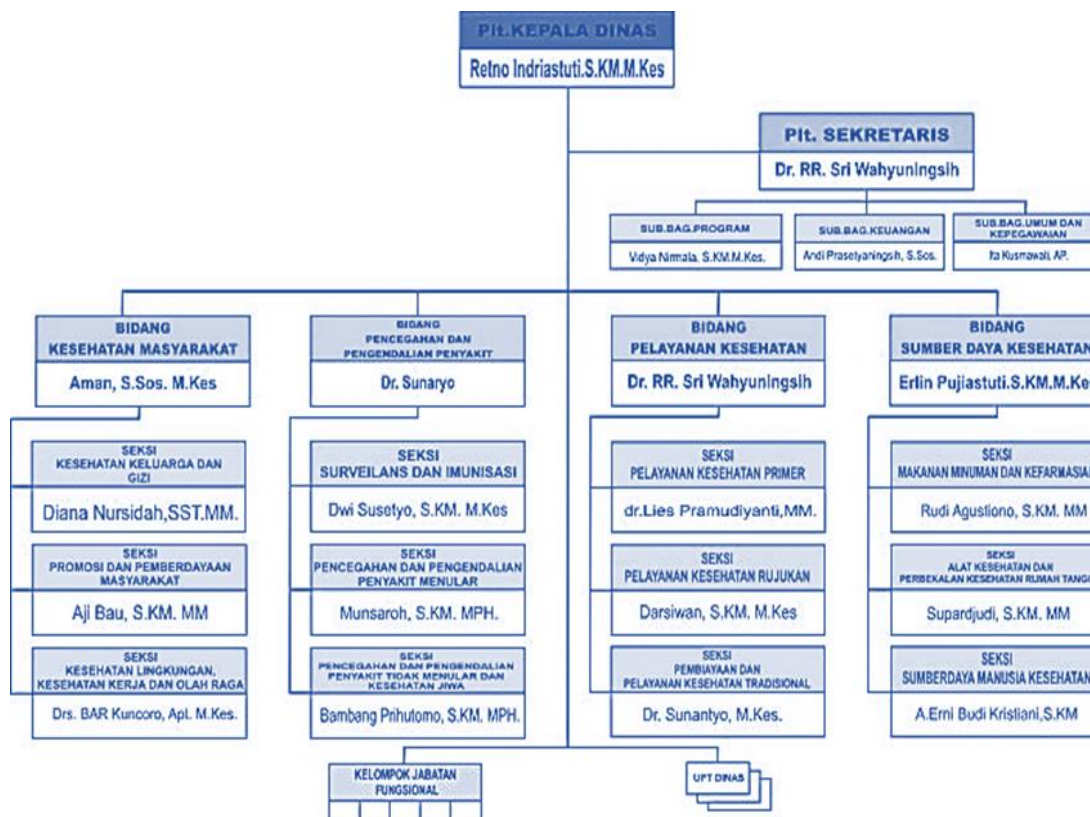 Plt.KEPALA DINAS
Retno Indriastuti.S.KM.M.Kes
Plt. SEKRETARIS
Dr. RR. Sri Wahyuningsih
SUB.BAG.PROGRAM
Vidya Nirmala, S.KM.M.Kes.
SUB.BAG.KEUANGAN
Andi Prasetyaningsih, S.Sos.
SUB.BAG.UMUM DAN
KEPEGAWAIAN
Ita Kusmawati, AP.
BIDANG
KESEHATAN MASYARAKAT
Aman, S.Sos. M.Kes
BIDANG
PENCEGAHAN DAN
PENGENDALIAN PENYAKIT
Dr. Sunaryo
BIDANG
PELAYANAN KESEHATAN
Dr. RR. Sri Wahyuningsih
BIDANG
SUMBER DAYA KESEHATAN
Erlin Pujiastuti.S.KM.M.Kes
SEKSI
KESEHATAN KELUARGA DAN
GIZI
Diana Nursidah,SST.MM.
SEKSI
PROMOSI DAN PEMBERDAYAAN
MASYARAKAT
Aji Bau, S.KM. MM
SEKSI
KESEHATAN LINGKUNGAN,
KESEHATAN KERJA DAN OLAH RAGA
Drs. BAR Kuncoro, Apt. M.Kes.
SEKSI
SURVEILANS DAN IMUNISASI
Dwi Susetyo, S.KM. M.Kes
SEKSI
PENCEGAHAN DAN PENGENDALIAN
PENYAKIT MENULAR
Munsaroh, S.KM. MPH.
SEKSI
PENCEGAHAN DAN PENGENDALIAN
PENYAKIT TIDAK MENULAR DAN
KESEHATAN JIWA
Bambang Prihutomo, S.KM. MPH.
SEKSI
PELAYANAN KESEHATAN PRIMER
dr.Lies Pramudiyanti,MM.
SEKSI
PELAYANAN KESEHATAN RUJUKAN
Darsiwan, S.KM. M.Kes
SEKSI
PEMBIAYAAN DAN
PELAYANAN KESEHATAN TRADISIONAL
Dr. Sunantyo, M.Kes.
SEKSI
MAKANAN MINUMAN DAN KEFARMASIAN
Rudi Agustiono, S.KM. MM
SEKSI
ALAT KESEHATAN DAN
PERBEKALAN KESEHATAN RUMAH TANGG
Supardjudi, S.KM. MM
SEKSI
SUMBERDAYA MANUSIA KESEHATAN
A.Erni Budi Kristiani,S.KM
KELOMPOK JABATAN
FUNGSIONAL
UPT DINAS